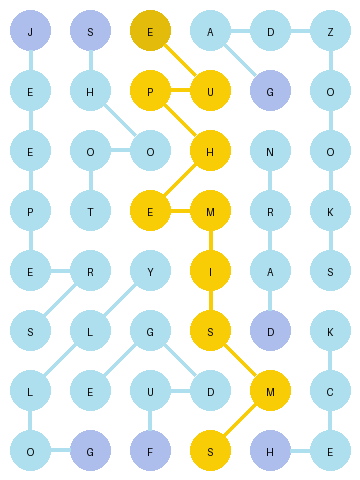 J S E A D Z
E H P U G O
E O O H N O
P T E M R K
E R Y I A S
S L G S D K
L E U D M C
O G F S H E